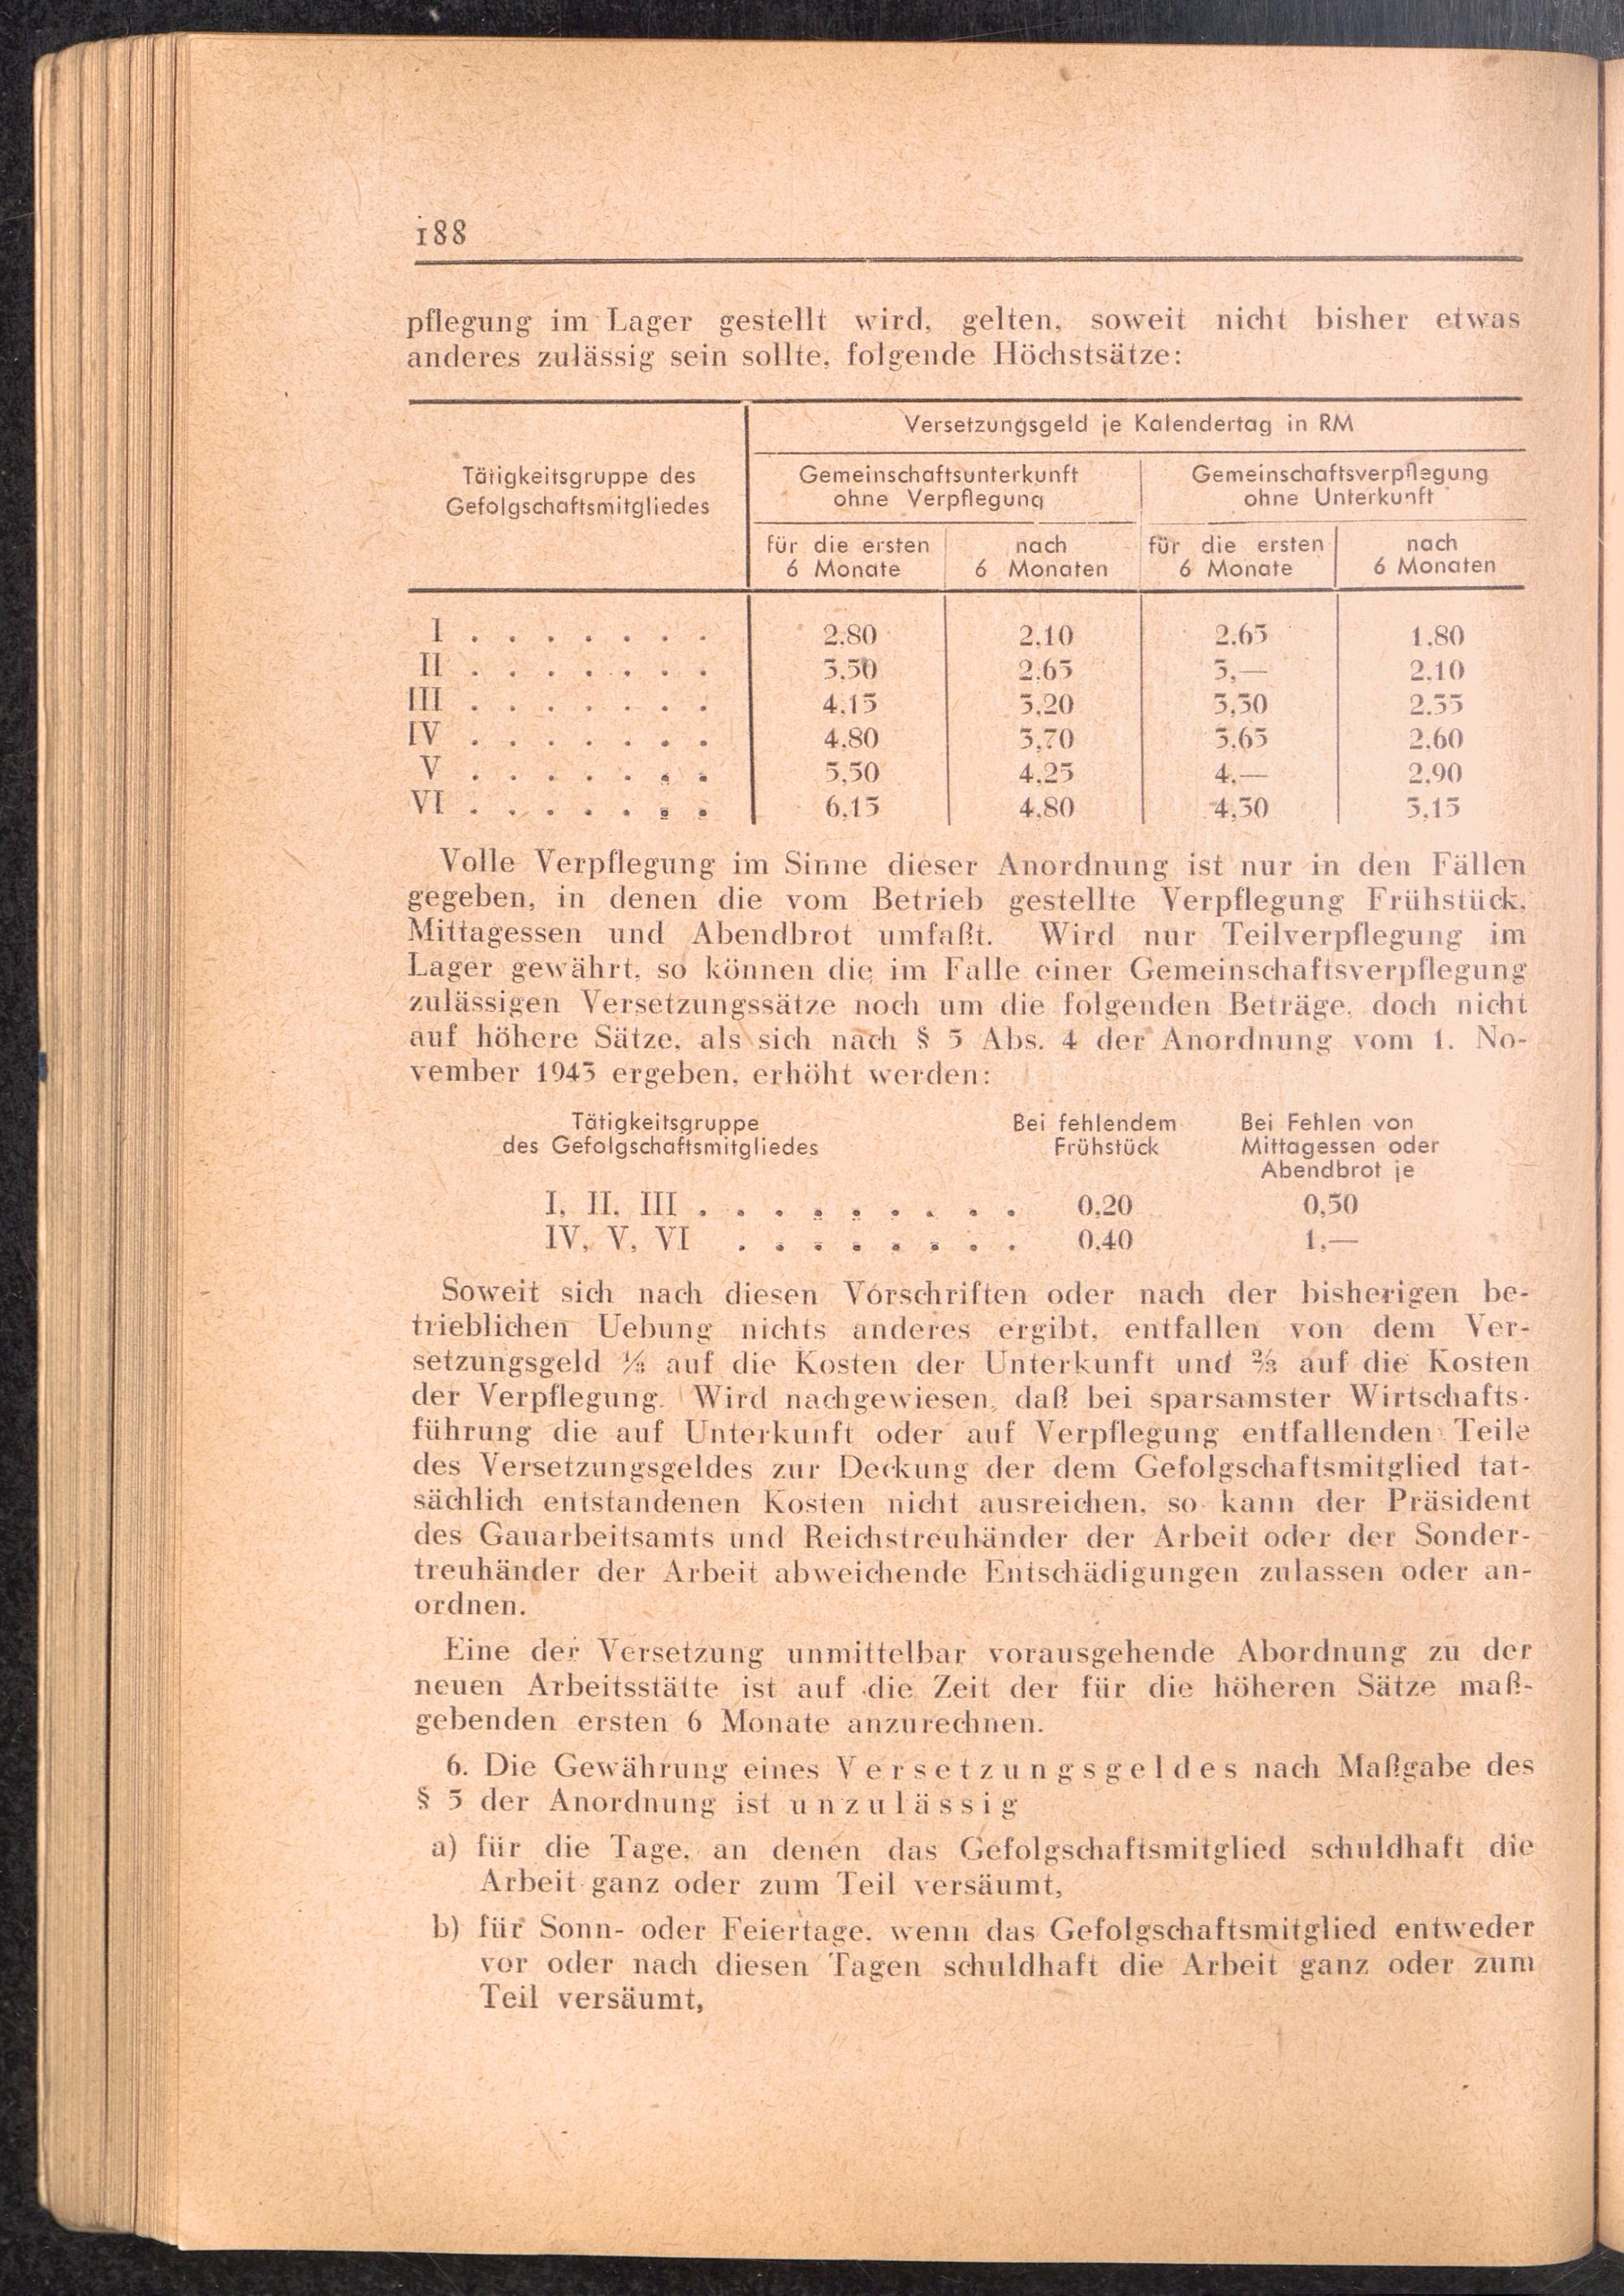 188
pflegung im Lager gestellt wird, gelten, soweit nicht bisher etwas
anderes zulässig sein sollte, folgende Höchstsätze:
Tätigkeitsgruppe des
Gefolgschaftsmitgliedes
Versetzungsgeld je Kalendertag in RM
Gemeinschaftsunterkunft
ohne Verpflegung
Gemeinschaftsverpflegung
ohne Unterkunft
für die ersten
6 Monate
nach
6 Monaten
für die ersten
6 Monate
nach
6 Monaten
I . . . . . . . 2,80 2,10 2,65 1,80
II . . . . . . . 3,50 2,65 3,— 2,10
III . . . . . . . 4,15 3,20 3,30 2,35
IV . . . . . . . 4,80 3,70 3,65 2,60
V . . . . . . . 5,50 4,25 4,— 2,90
VI . . . . . . . 6,15 4,80 4,30 3,15
Volle Verpflegung im Sinne dieser Anordnung ist nur in den Fällen
gegeben, in denen die vom Betrieb gestellte Verpflegung Frühstück,
Mittagessen und Abendbrot umfaßt. Wird nur Teilverpflegung im
Lager gewährt, so können die im Falle einer Gemeinschaftsverpflegung
zulässigen Versetzungssätze noch um die folgenden Beträge, doch nicht
auf höhere Sätze, als sich nach § 5 Abs. 4 der Anordnung vom 1. No-
vember 1943 ergeben, erhöht werden:
Tätigkeitsgruppe
des Gefolgschaftsmitgliedes
Bei fehlendem
Frühstück
Bei Fehlen von
Mittagessen oder
Abendbrot je
I, II, III . . . . . . . . . 0,20 0,50
IV, V, VI . . . . . . . . 0,40 1,—
Soweit sich nach diesen Vorschriften oder nach der bisherigen be-
trieblichen Uebung nichts anderes ergibt, entfallen von dem Ver-
setzungsgeld ⅓ auf die Kosten der Unterkunft und ⅔ auf die Kosten
der Verpflegung. Wird nachgewiesen, daß bei sparsamster Wirtschafts-
führung die auf Unterkunft oder auf Verpflegung entfallenden Teile
des Versetzungsgeldes zur Deckung der dem Gefolgschaftsmitglied tat-
sächlich entstandenen Kosten nicht ausreichen, so kann der Präsident
des Gauarbeitsamts und Reichstreuhänder der Arbeit oder der Sonder-
treuhänder der Arbeit abweichende Entschädigungen zulassen oder an-
ordnen.
Eine der Versetzung unmittelbar vorausgehende Abordnung zu der
neuen Arbeitsstätte ist auf die Zeit der für die höheren Sätze maß-
gebenden ersten 6 Monate anzurechnen.
6. Die Gewährung eines Versetzungsgeldes nach Maßgabe des
§ 5 der Anordnung ist unzulässig
a) für die Tage, an denen das Gefolgschaftsmitglied schuldhaft die
Arbeit ganz oder zum Teil versäumt,
b) für Sonn- oder Feiertage, wenn das Gefolgschaftsmitglied entweder
vor oder nach diesen Tagen schuldhaft die Arbeit ganz oder zum
Teil versäumt,